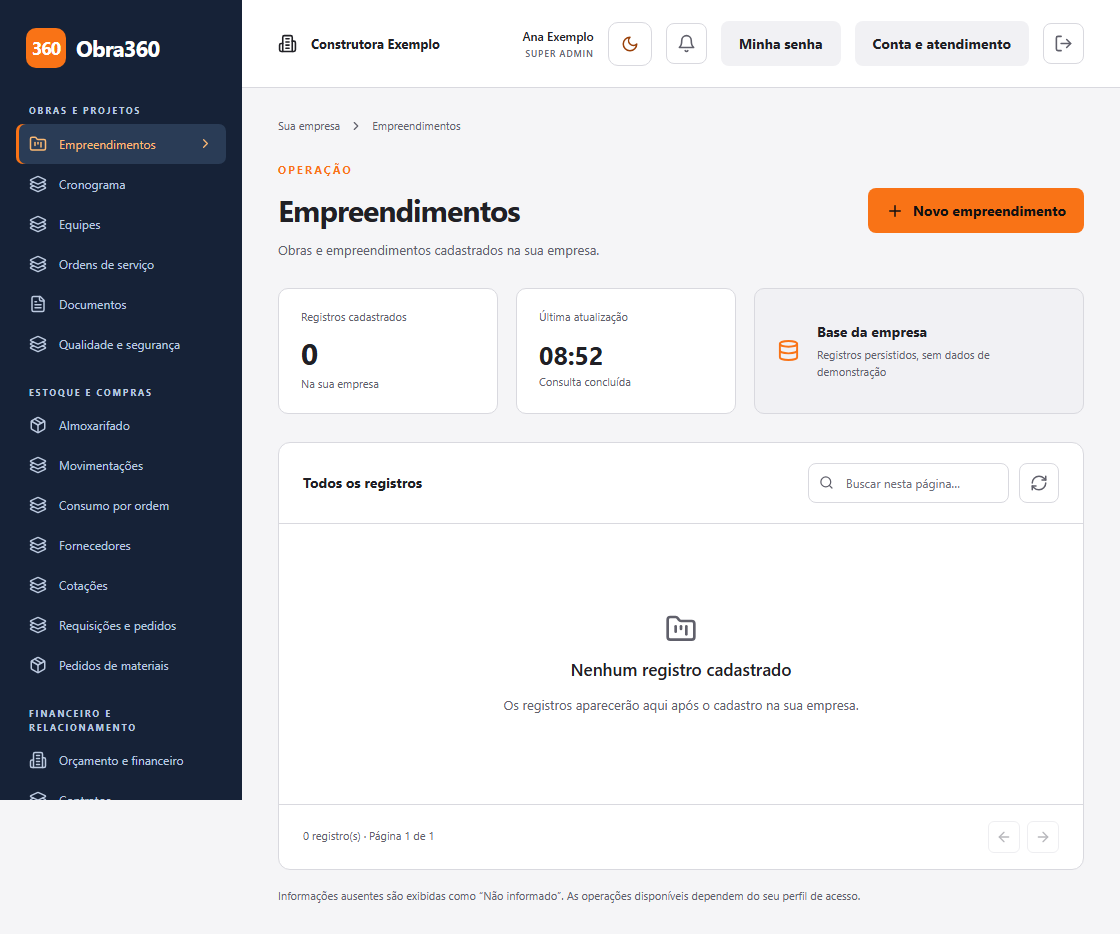 360 Obra360
OBRAS E PROJETOS
Empreendimentos
Cronograma
Equipes
Ordens de serviço
Documentos
Qualidade e segurança
ESTOQUE E COMPRAS
Almoxarifado
Movimentações
Consumo por ordem
Fornecedores
Cotações
Requisições e pedidos
Pedidos de materiais
FINANCEIRO E
RELACIONAMENTO
Orçamento e financeiro
Construtora Exemplo
Ana Exemplo
SUPER ADMIN
Minha senha
Conta e atendimento
Sua empresa
Empreendimentos
OPERAÇÃO
Empreendimentos
Obras e empreendimentos cadastrados na sua empresa.
Novo empreendimento
Registros cadastrados
0
Na sua empresa
Última atualização
08:52
Consulta concluída
Base da empresa
Registros persistidos, sem dados de
demonstração
Todos os registros
Buscar nesta página...
Nenhum registro cadastrado
Os registros aparecerão aqui após o cadastro na sua empresa.
0 registro(s) · Página 1 de 1
Informações ausentes são exibidas como “Não informado”. As operações disponíveis dependem do seu perfil de acesso.